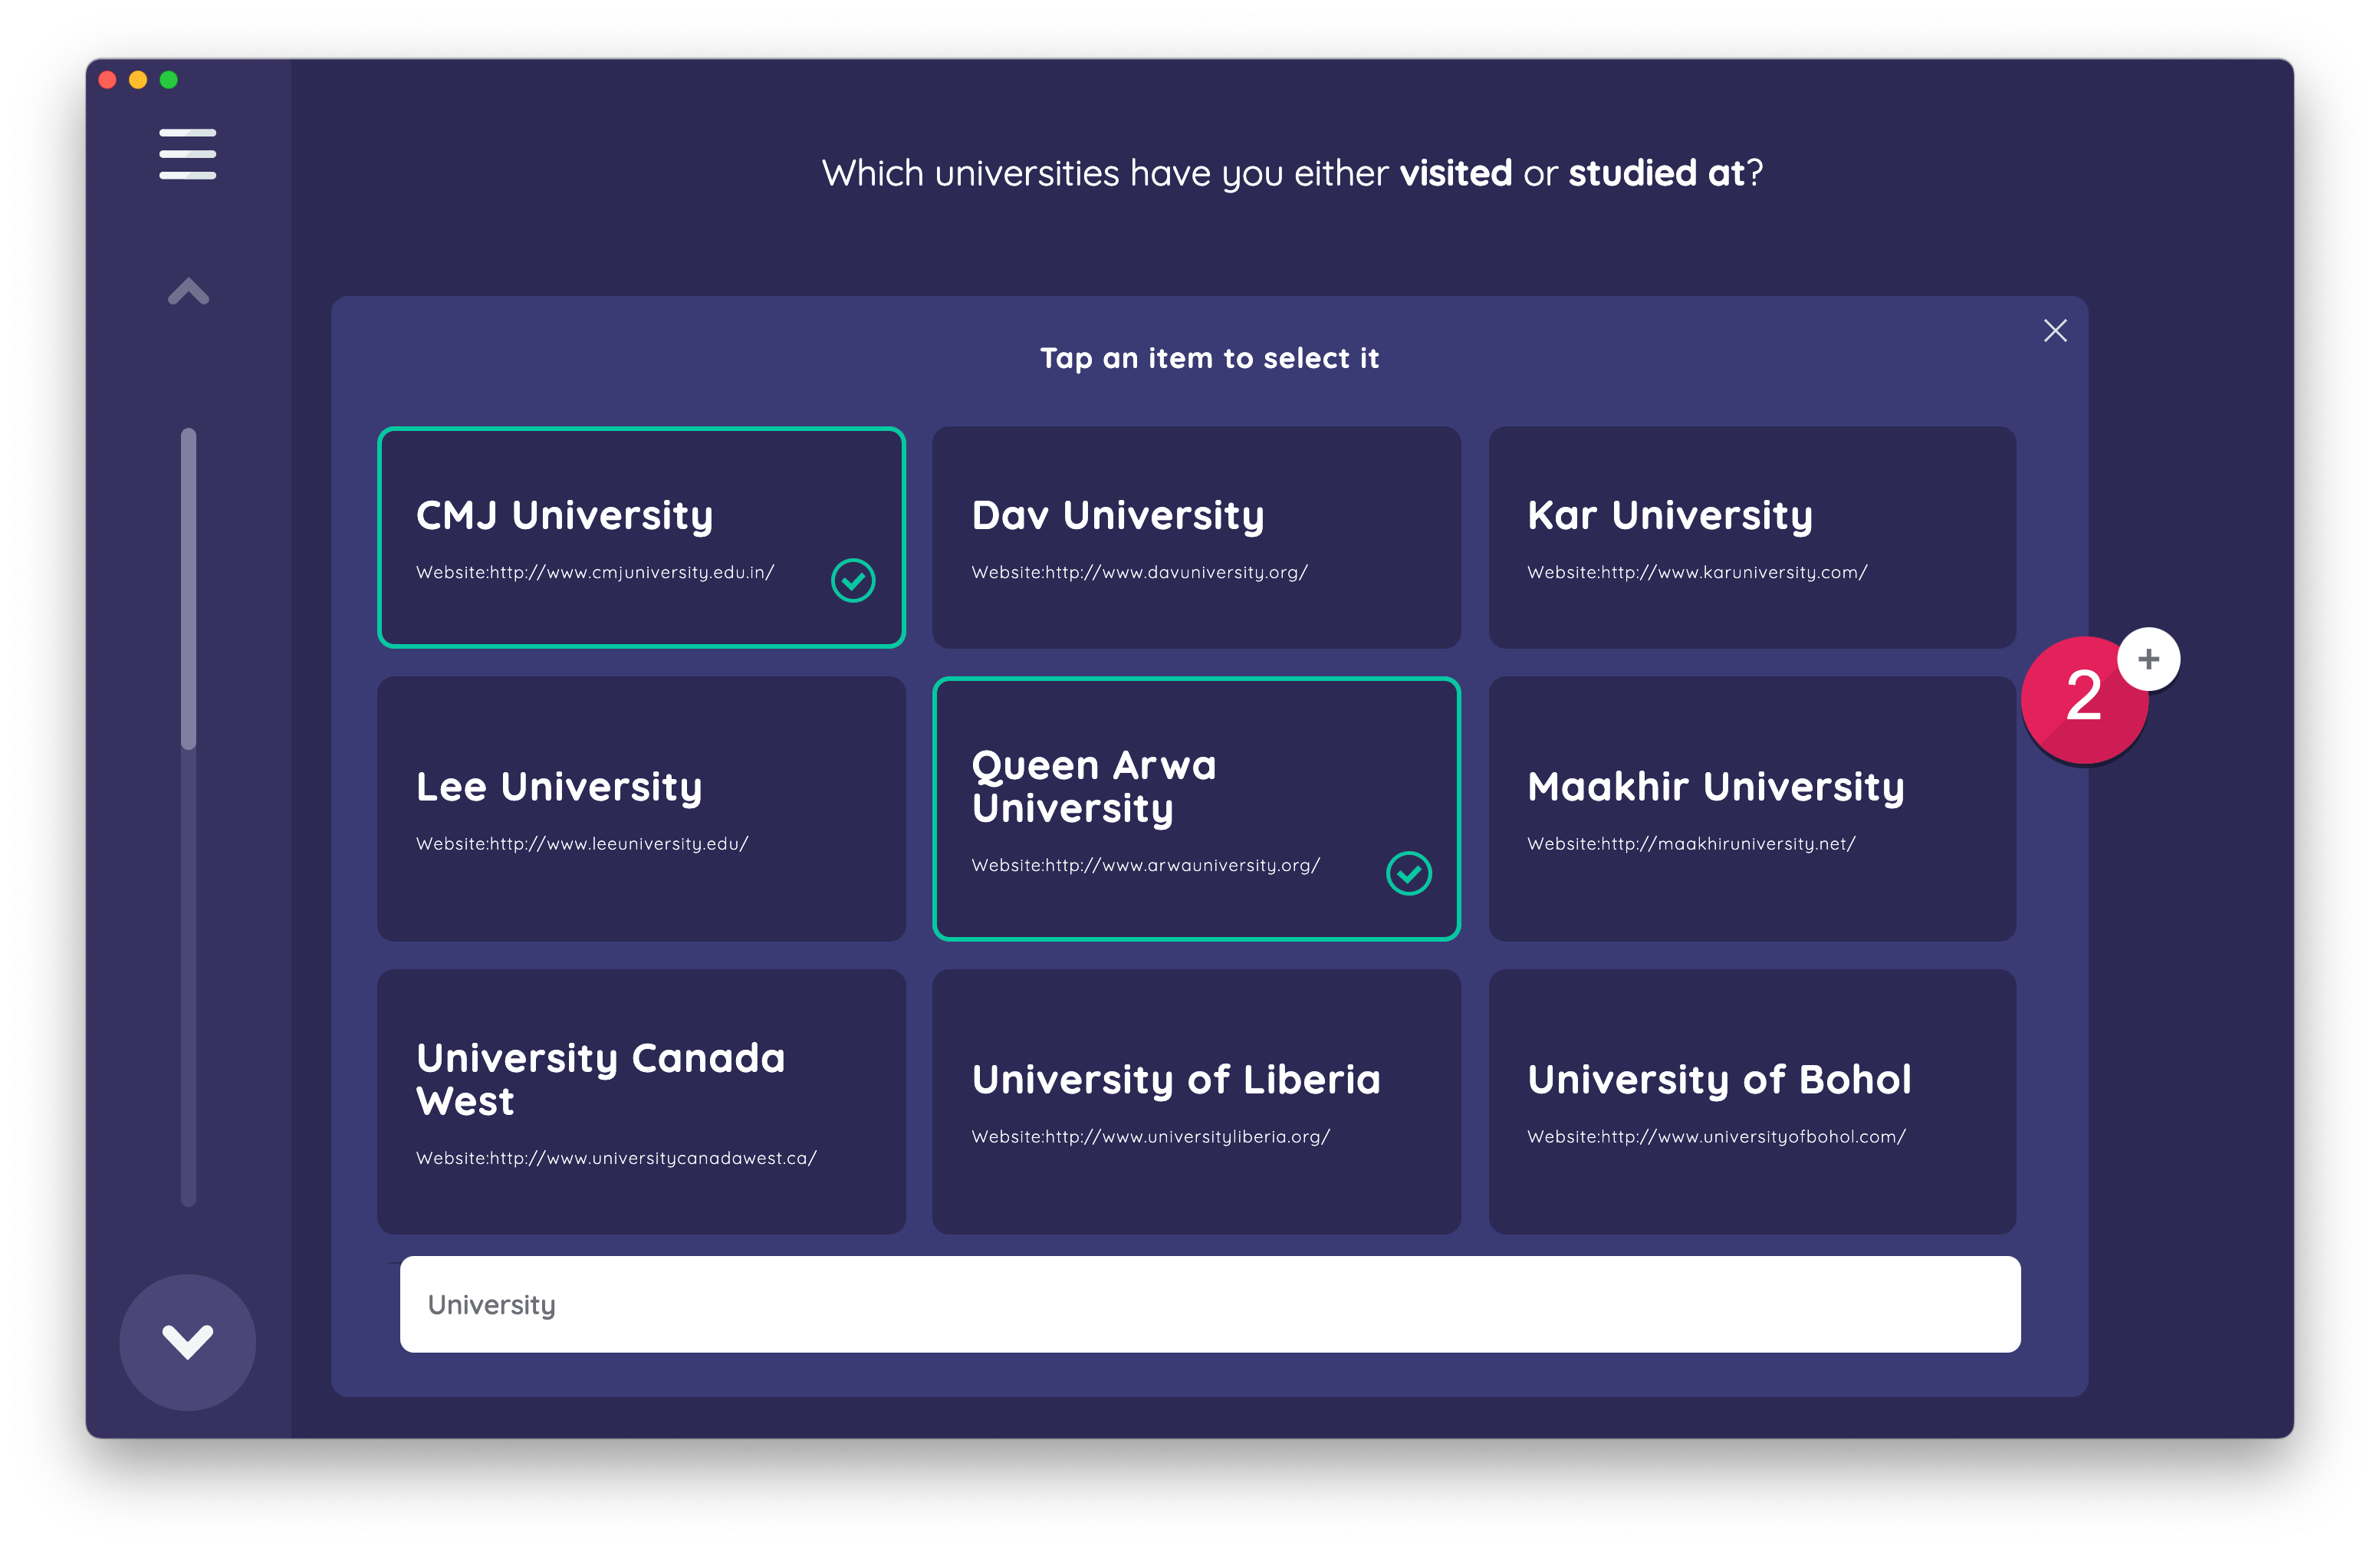 Which universities have you either visited or studied at?
Tap an item to select it
CMJ University
Website:http://www.cmjuniversity.edu.in/
Dav University
Website:http://www.davuniversity.org/
Kar University
Website:http://www.karuniversity.com/
2
+
Lee University
Website:http://www.leeuniversity.edu/
Queen Arwa
University
Website:http://www.arwauniversity.org/
Maakhir University
Website:http://maakhiruniversity.net/
University Canada
West
Website:http://www.universitycanadawest.ca/
University of Liberia
Website:http://www.universityliberia.org/
University of Bohol
Website:http://www.universityofbohol.com/
University